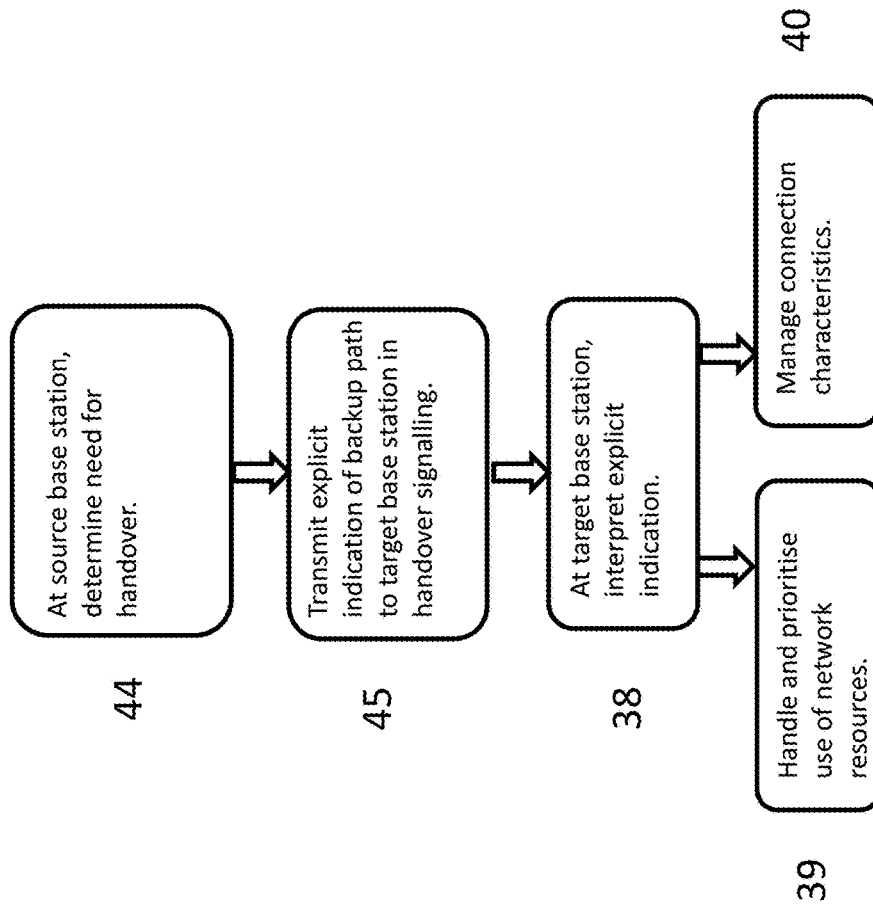 44
At source base station,
determine need for
handover.
45
Transmit explicit
indication of backup path
to target base station in
handover signalling.
38
At target base station,
interpret explicit
indication.
39
Handle and prioritise
use of network
resources.
Manage connection
characteristics.
40